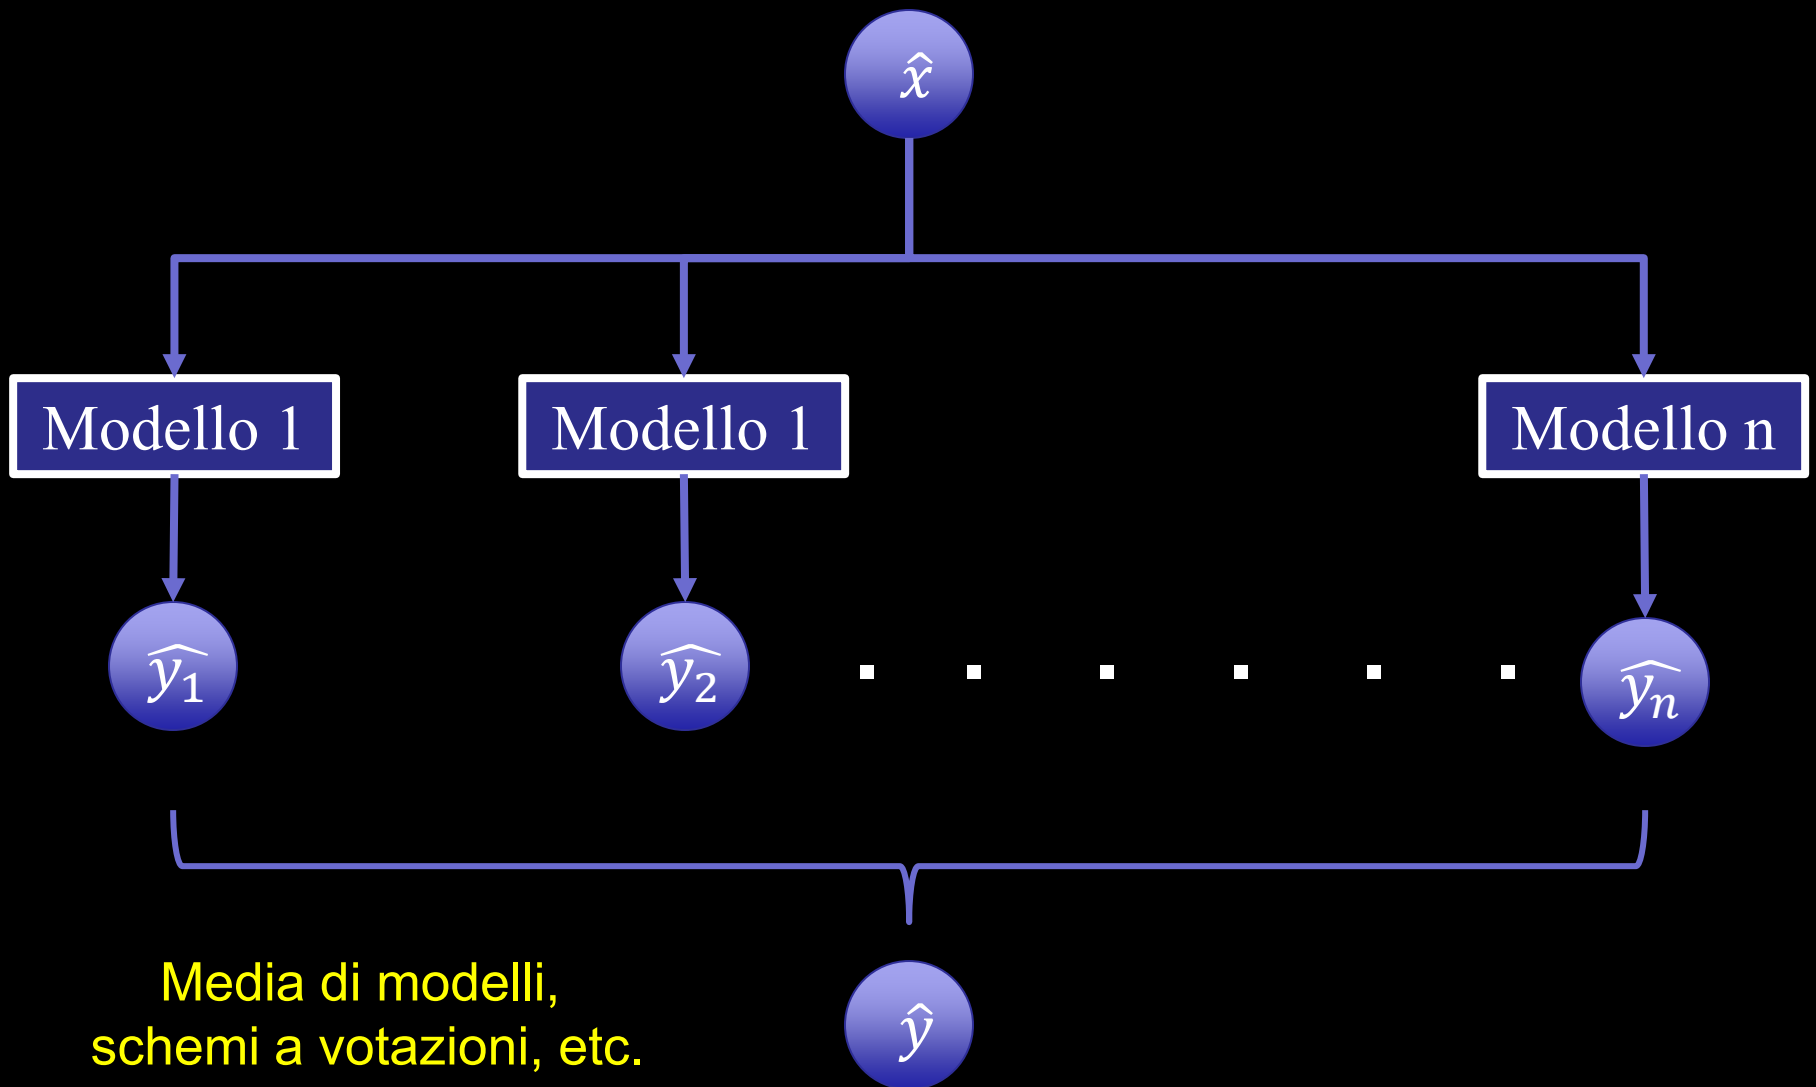 x̂
Modello 1 Modello 1 Modello n
ŷ₁ ŷ₂ . . . . . . ŷₙ
Media di modelli,
schemi a votazioni, etc.
ŷ